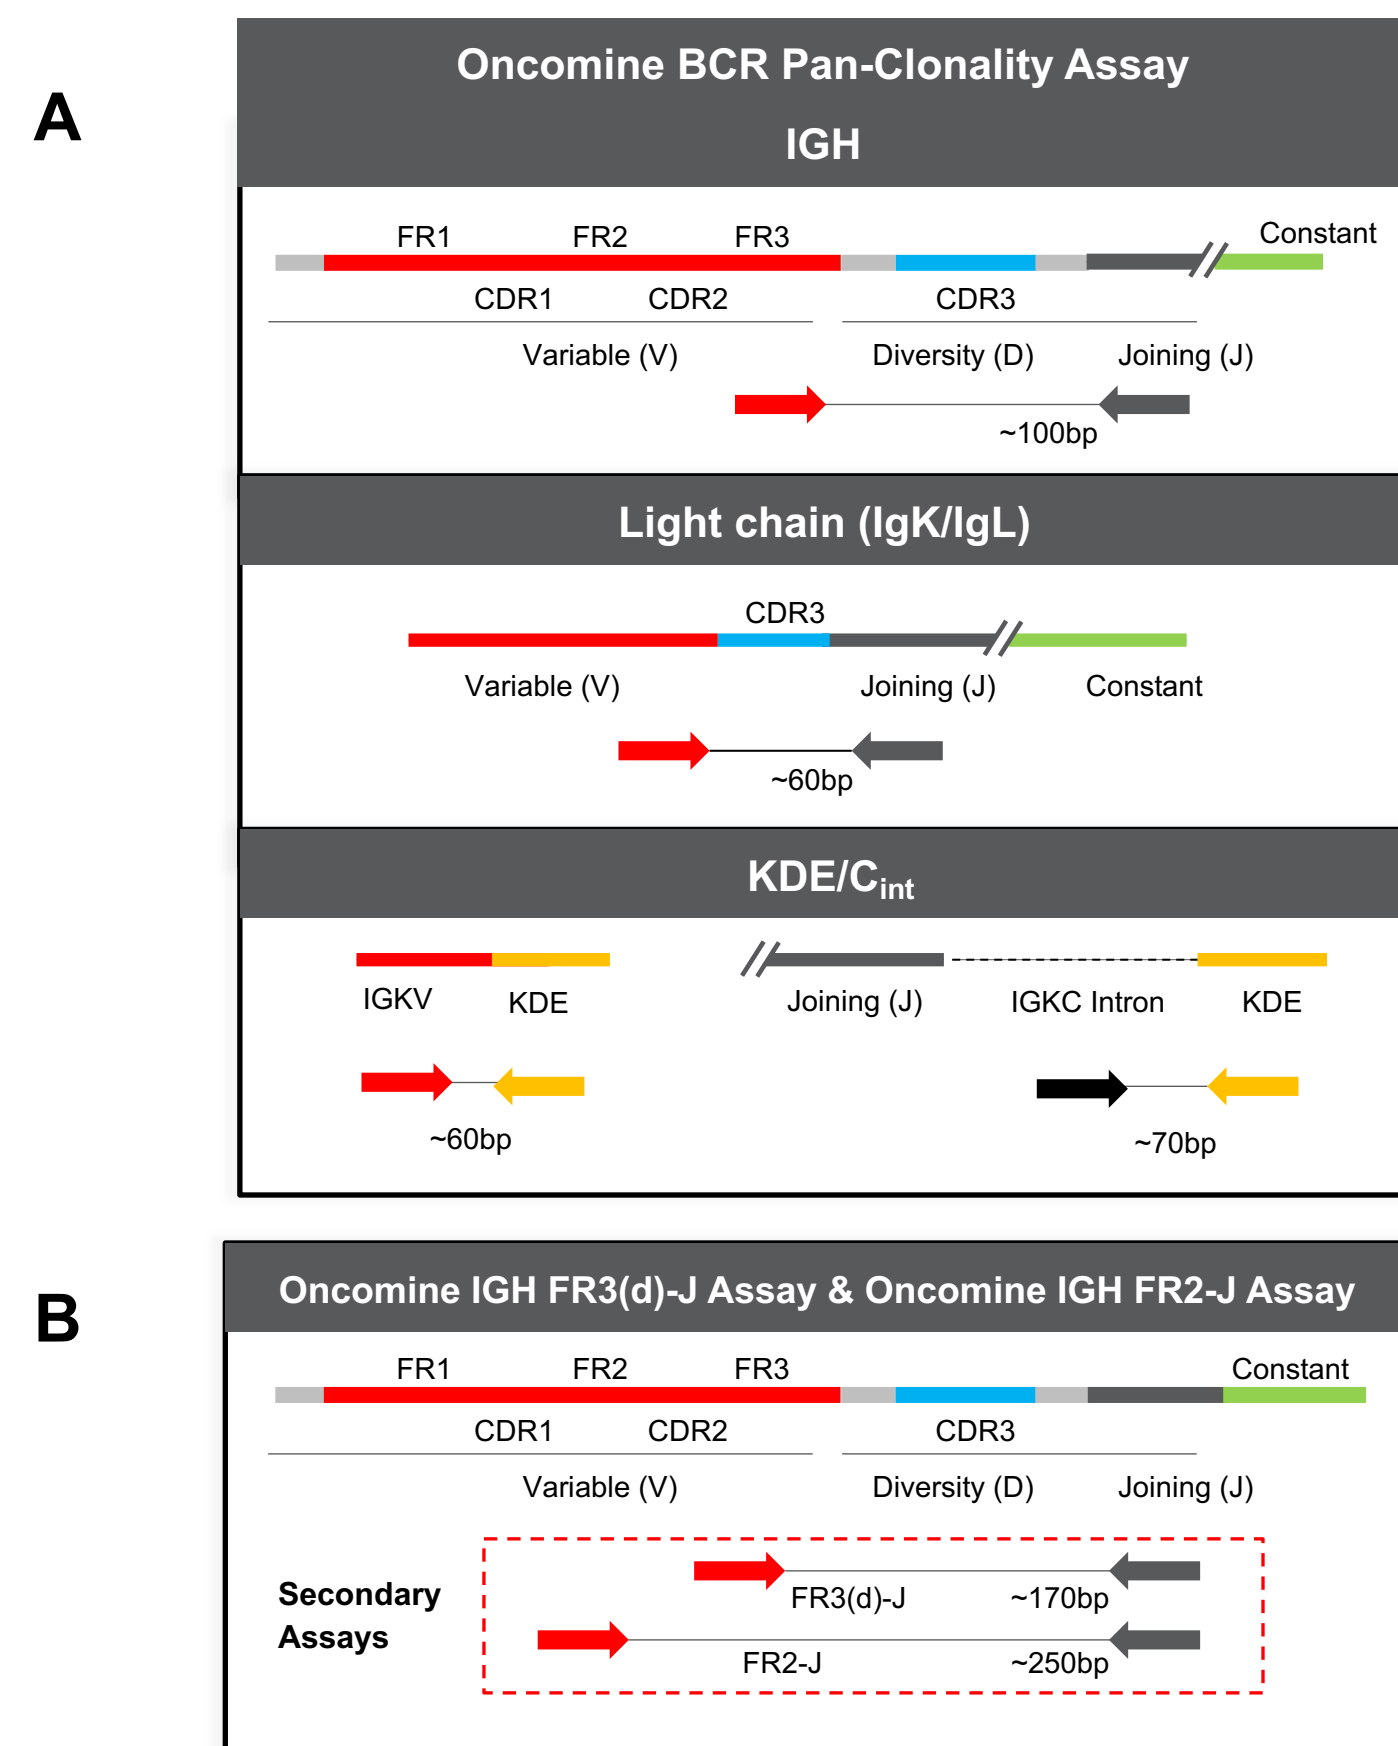 A
Oncomine BCR Pan-Clonality Assay
IGH
FR1 FR2 FR3 Constant
CDR1 CDR2 CDR3
Variable (V) Diversity (D) Joining (J)
~100bp
Light chain (IgK/IgL)
CDR3
Variable (V) Joining (J) Constant
~60bp
KDE/Cint
IGKV KDE Joining (J) IGKC Intron KDE
~60bp ~70bp
B
Oncomine IGH FR3(d)-J Assay & Oncomine IGH FR2-J Assay
FR1 FR2 FR3 Constant
CDR1 CDR2 CDR3
Variable (V) Diversity (D) Joining (J)
Secondary
Assays
FR3(d)-J ~170bp
FR2-J ~250bp